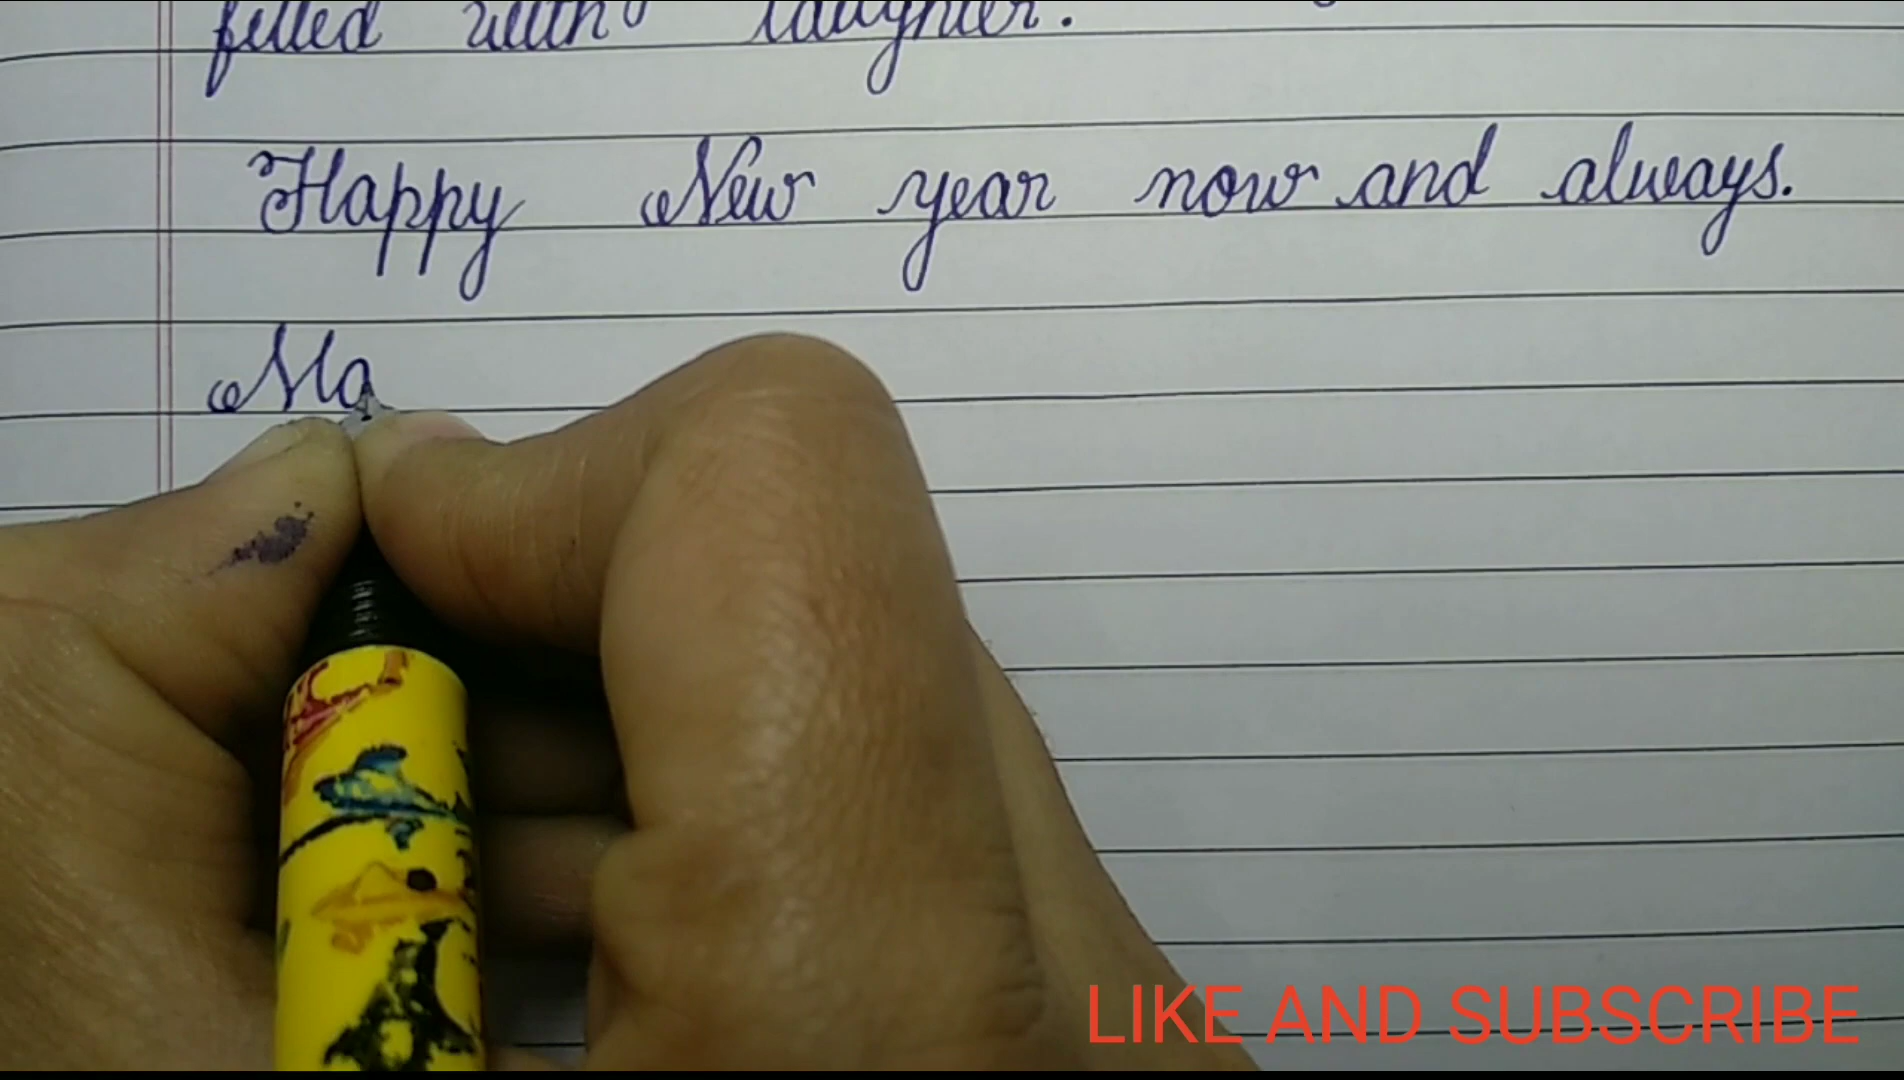 filled with laughter.
Happy New year now and always.
Ma
LIKE AND SUBSCRIBE